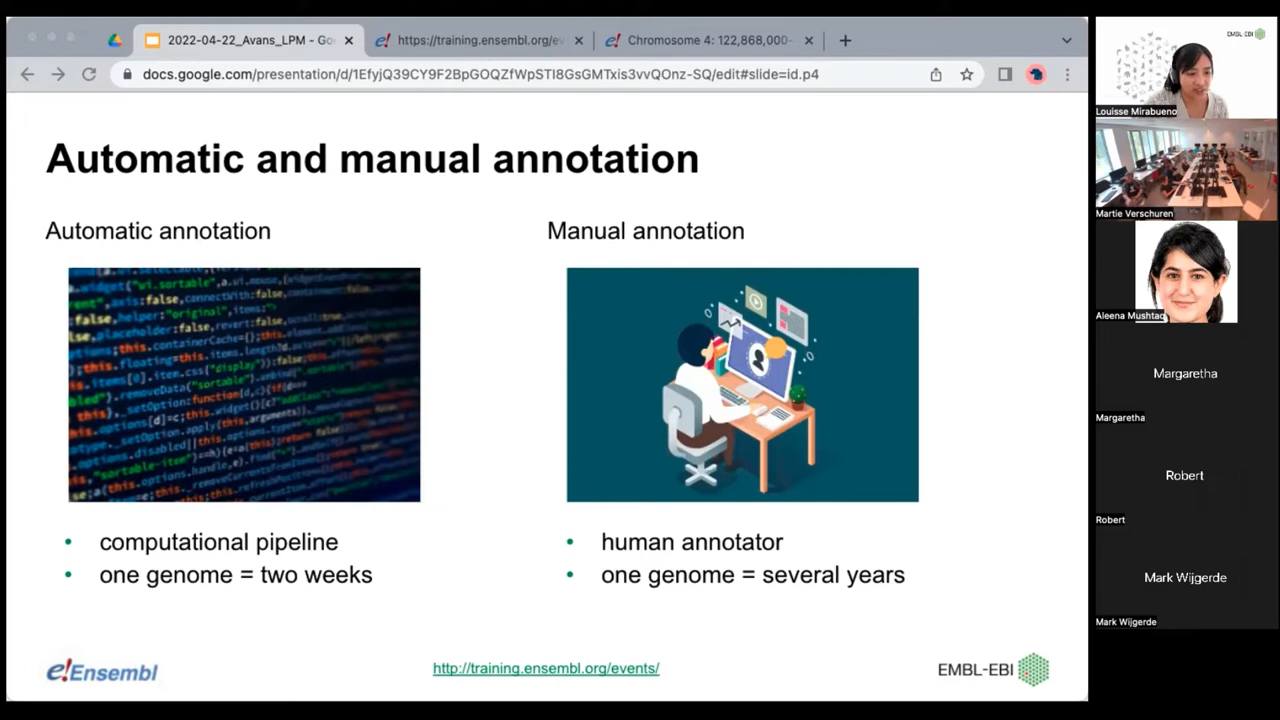 2022-04-22_Avans_LPM - Goo
https://training.ensembl.org/ev
Chromosome 4: 122,868,000-
docs.google.com/presentation/d/1EfyjQ39CY9F2BpGOQZfWpSTI8GsGMTxis3vvQOnz-SQ/edit#slide=id.p4
Automatic and manual annotation
Automatic annotation
Manual annotation
computational pipeline
one genome = two weeks
human annotator
one genome = several years
e!Ensembl
http://training.ensembl.org/events/
EMBL-EBI
EMBL-EBI
Louisse Mirabueno
Martie Verschuren
Aleena Mushtaq
Margaretha
Margaretha
Robert
Robert
Mark Wijgerde
Mark Wijgerde